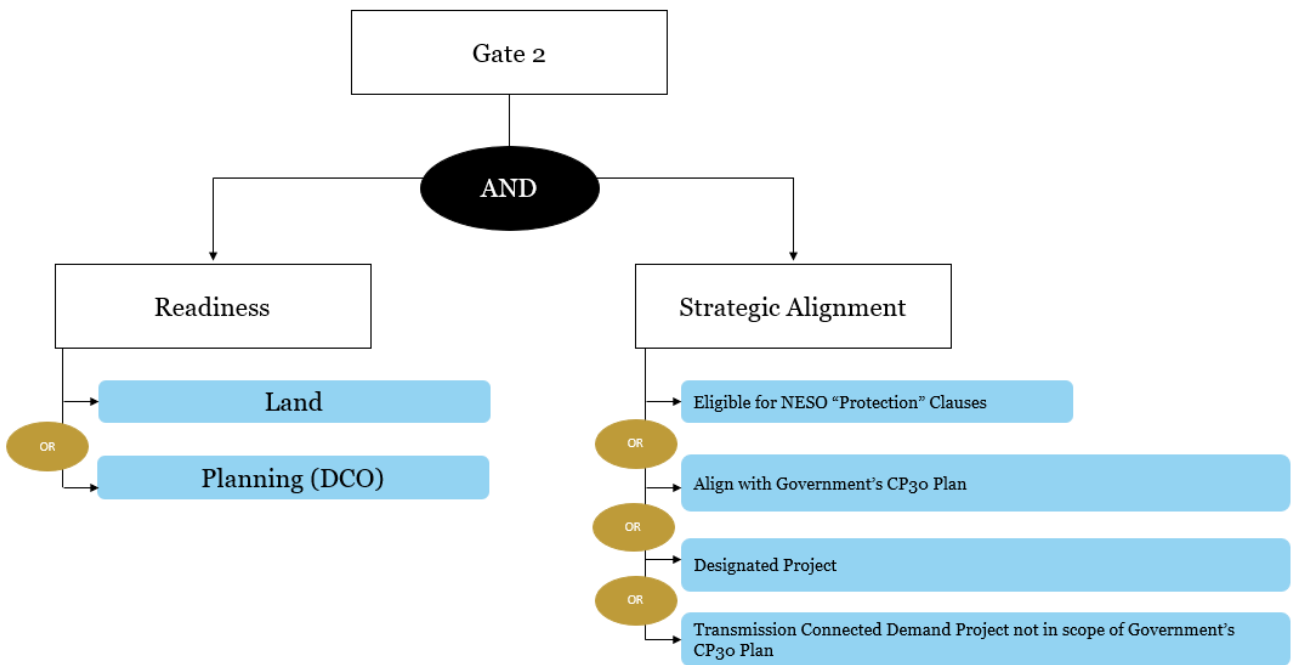 Gate 2
AND
Readiness
Strategic Alignment
Land
OR
Planning (DCO)
Eligible for NESO “Protection” Clauses
OR
Align with Government’s CP30 Plan
OR
Designated Project
OR
Transmission Connected Demand Project not in scope of Government’s
CP30 Plan